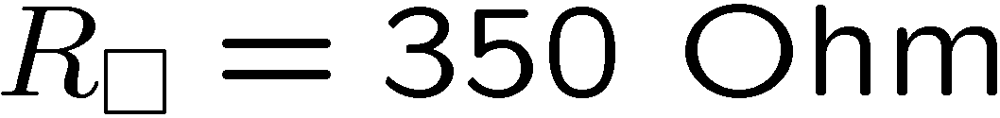 R□ = 350 Ohm